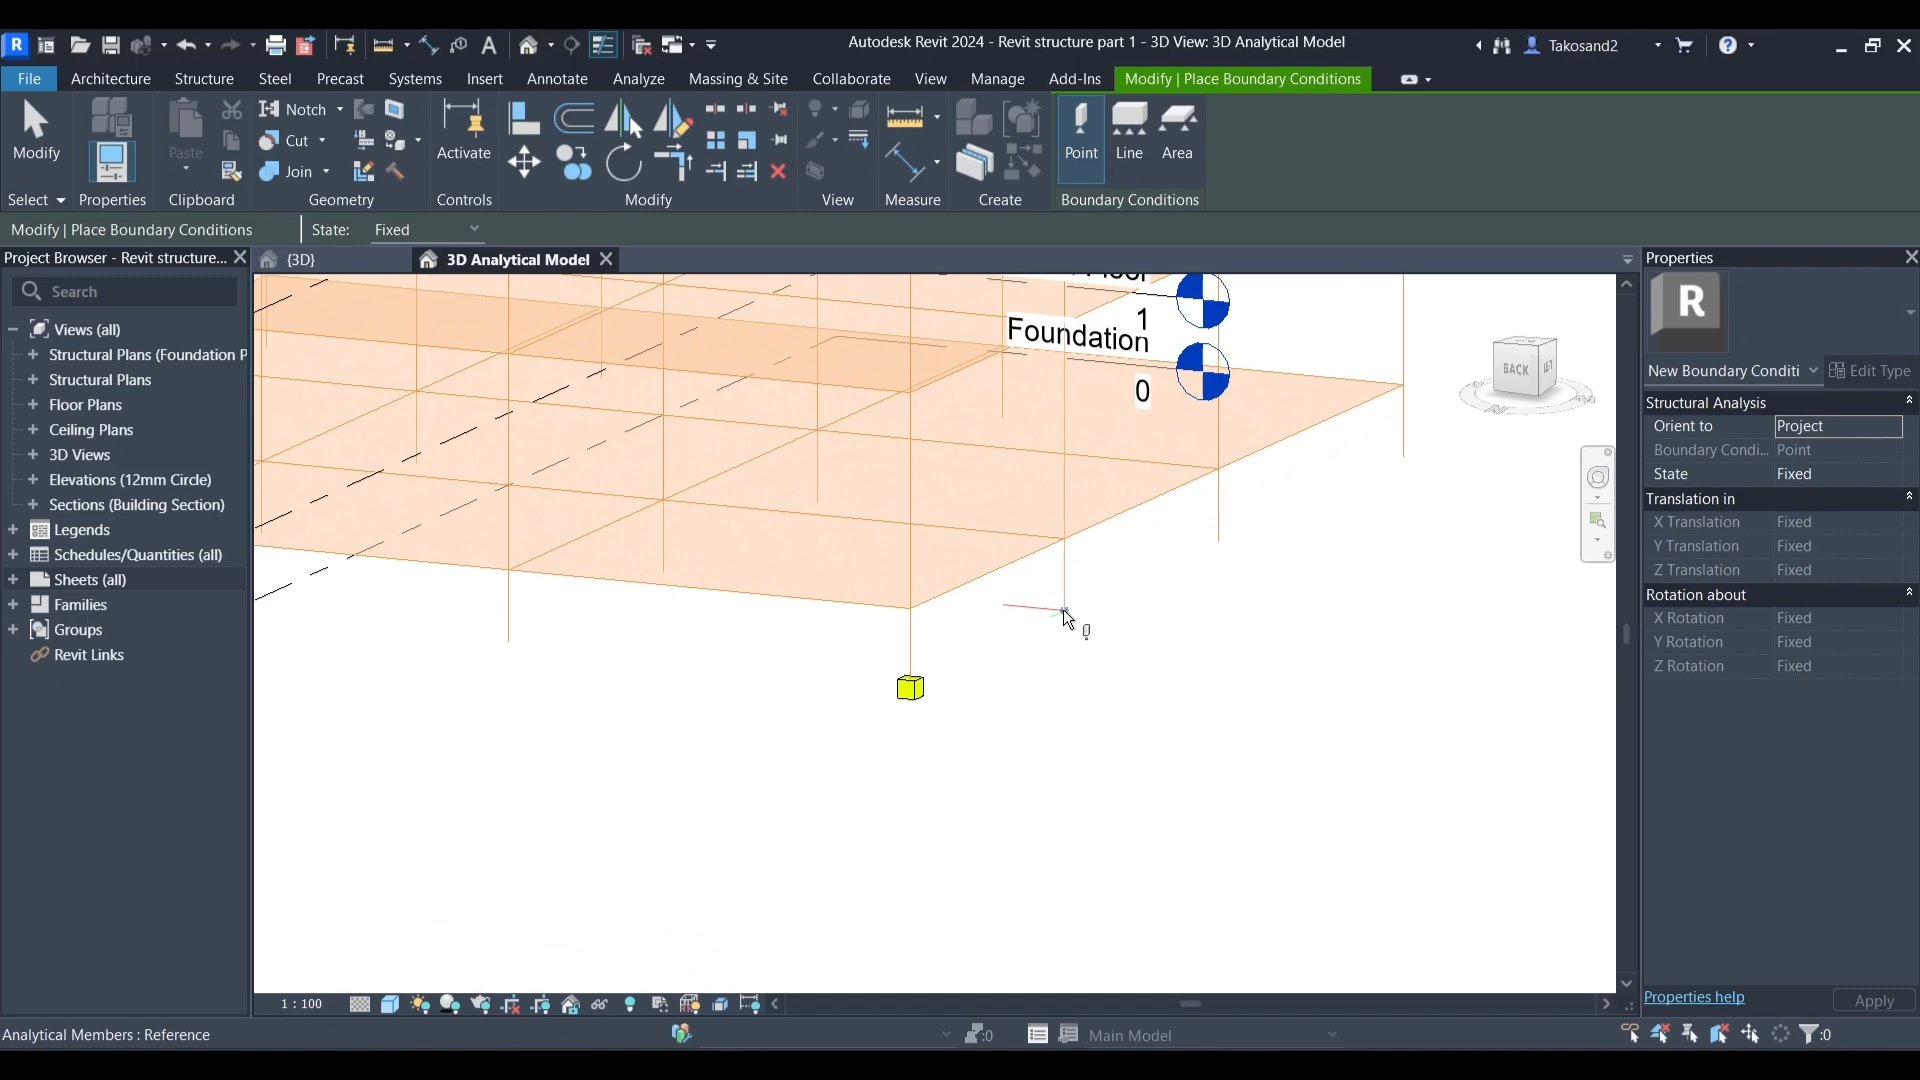 R
Autodesk Revit 2024 - Revit structure part 1 - 3D View: 3D Analytical Model
Takosand2
File
Architecture
Structure
Steel
Precast
Systems
Insert
Annotate
Analyze
Massing & Site
Collaborate
View
Manage
Add-Ins
Modify | Place Boundary Conditions
Modify
Paste
Notch
Cut
Join
Activate
Point
Line
Area
Select
Properties
Clipboard
Geometry
Controls
Modify
View
Measure
Create
Boundary Conditions
Modify | Place Boundary Conditions
State:
Fixed
Project Browser - Revit structure...
{3D}
3D Analytical Model
Properties
Search
R
Views (all)
Structural Plans (Foundation P
Structural Plans
Floor Plans
Ceiling Plans
3D Views
Elevations (12mm Circle)
Sections (Building Section)
Legends
Schedules/Quantities (all)
Sheets (all)
Families
Groups
Revit Links
1
Foundation
0
BACK
LEFT
New Boundary Conditi
Edit Type
Structural Analysis
Orient to
Project
Boundary Condi...
Point
State
Fixed
Translation in
X Translation
Fixed
Y Translation
Fixed
Z Translation
Fixed
Rotation about
X Rotation
Fixed
Y Rotation
Fixed
Z Rotation
Fixed
Properties help
Apply
1 : 100
Analytical Members : Reference
:0
Main Model
:0